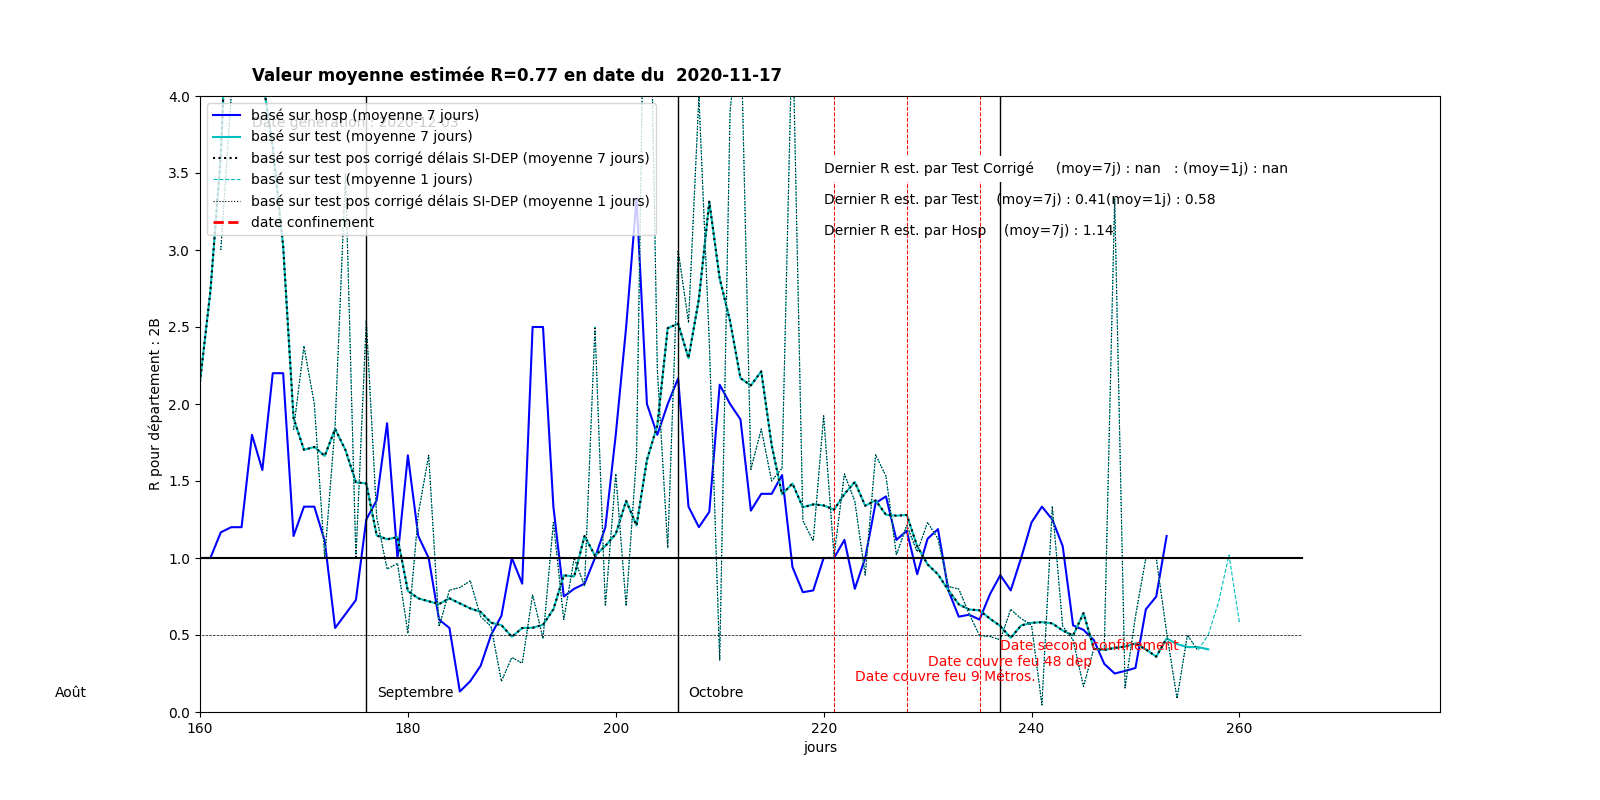 Valeur moyenne estimée R=0.77 en date du  2020-11-17
basé sur hosp (moyenne 7 jours)
Date génération : 2020-12-03
basé sur test (moyenne 7 jours)
basé sur test pos corrigé délais SI-DEP (moyenne 7 jours)
basé sur test (moyenne 1 jours)
basé sur test pos corrigé délais SI-DEP (moyenne 1 jours)
date confinement
Dernier R est. par Test Corrigé (moy=7j) : nan : (moy=1j) : nan
Dernier R est. par Test (moy=7j) : 0.41(moy=1j) : 0.58
Dernier R est. par Hosp (moy=7j) : 1.14
4.0
3.5
3.0
2.5
2.0
1.5
1.0
0.5
0.0
R pour département : 2B
Date second confinement
Date couvre feu 48 dep
Date couvre feu 9 Métros.
Août
Septembre
Octobre
160 180 200 220 240 260
jours